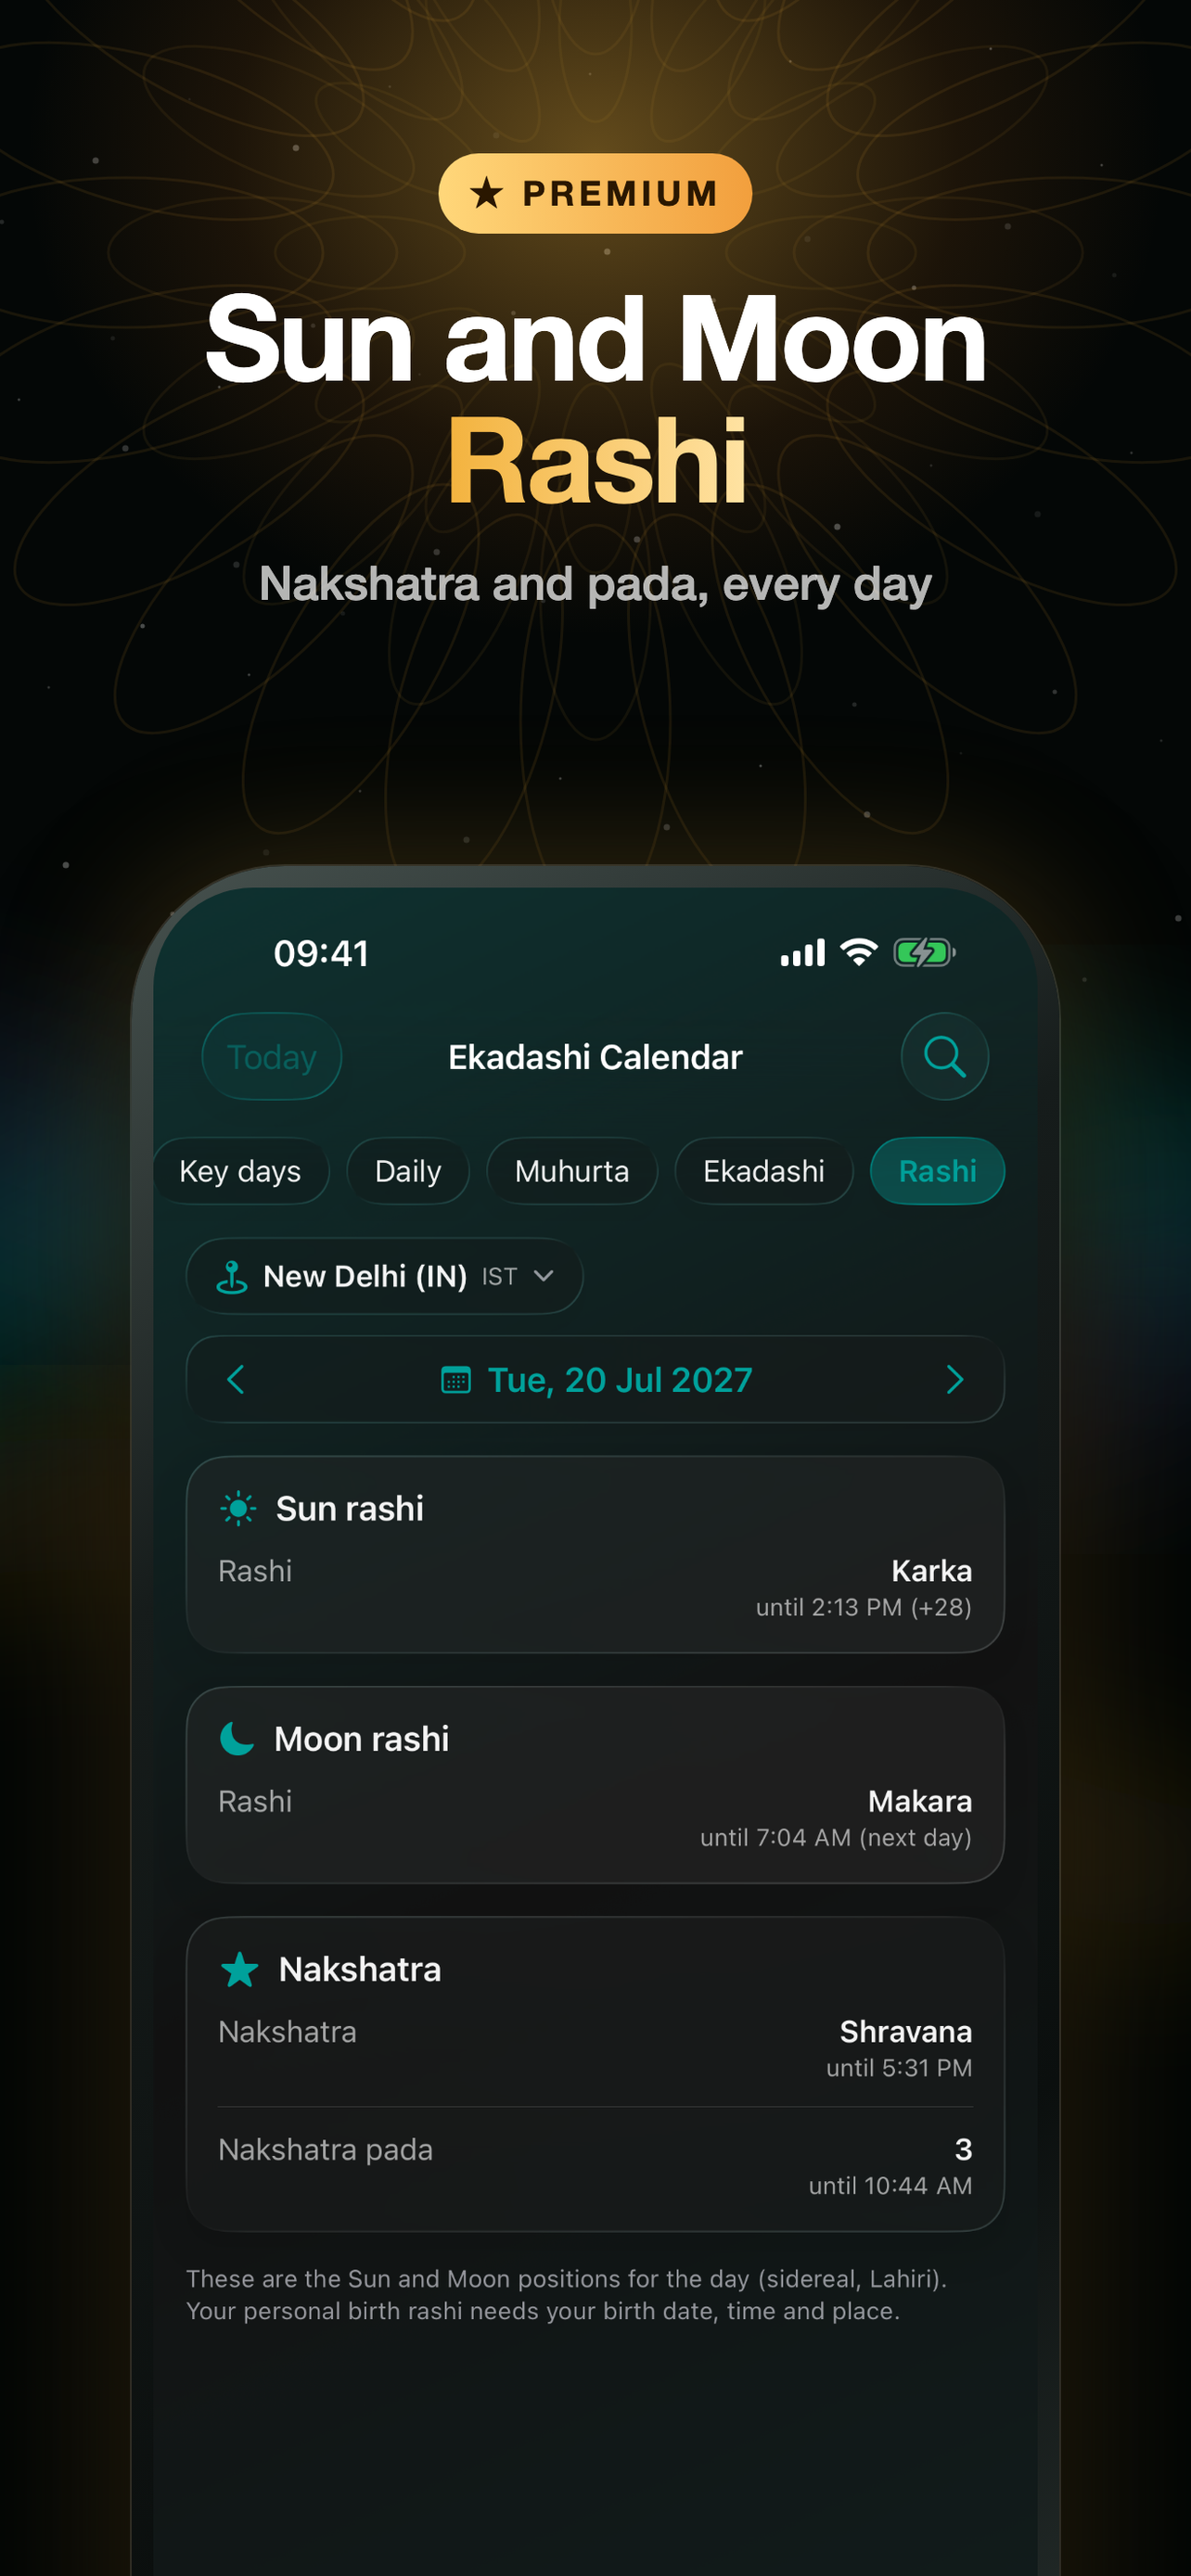 ★ PREMIUM
Sun and Moon
Rashi
Nakshatra and pada, every day
09:41
Today
Ekadashi Calendar
Key days
Daily
Muhurta
Ekadashi
Rashi
New Delhi (IN) IST
Tue, 20 Jul 2027
Sun rashi
Rashi
Karka
until 2:13 PM (+28)
Moon rashi
Rashi
Makara
until 7:04 AM (next day)
Nakshatra
Nakshatra
Shravana
until 5:31 PM
Nakshatra pada
3
until 10:44 AM
These are the Sun and Moon positions for the day (sidereal, Lahiri).
Your personal birth rashi needs your birth date, time and place.